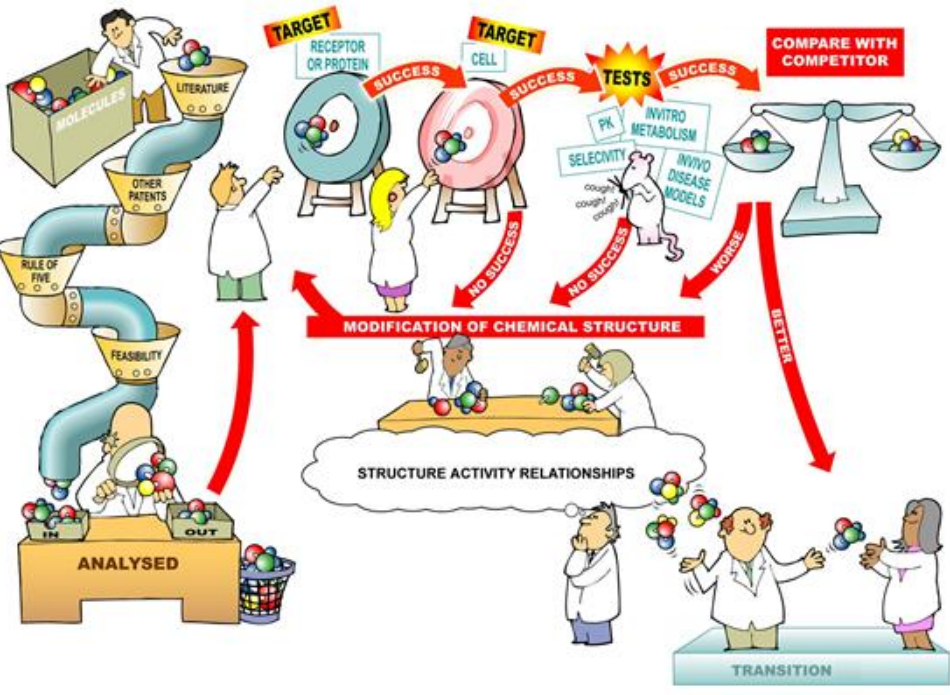 MOLECULES
LITERATURE
OTHER
PATENTS
RULE OF
FIVE
FEASIBILITY
IN
OUT
ANALYSED
TARGET
RECEPTOR
OR PROTEIN
SUCCESS
TARGET
CELL
SUCCESS
TESTS
SUCCESS
PK
INVITRO
METABOLISM
SELECIVITY
INVIVO
DISEASE
MODELS
cough!
cough!
cough!
COMPARE WITH
COMPETITOR
NO SUCCESS
NO SUCCESS
WORSE
BETTER
MODIFICATION OF CHEMICAL STRUCTURE
STRUCTURE ACTIVITY RELATIONSHIPS
TRANSITION